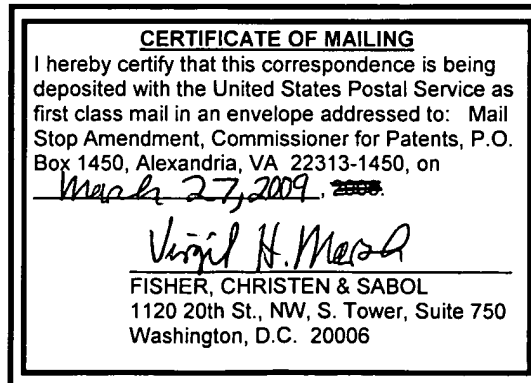 CERTIFICATE OF MAILING
I hereby certify that this correspondence is being
deposited with the United States Postal Service as
first class mail in an envelope addressed to: Mail
Stop Amendment, Commissioner for Patents, P.O.
Box 1450, Alexandria, VA 22313-1450, on
March 27, 2009, 2008.
Virgil H. Marsh
FISHER, CHRISTEN & SABOL
1120 20th St., NW, S. Tower, Suite 750
Washington, D.C. 20006